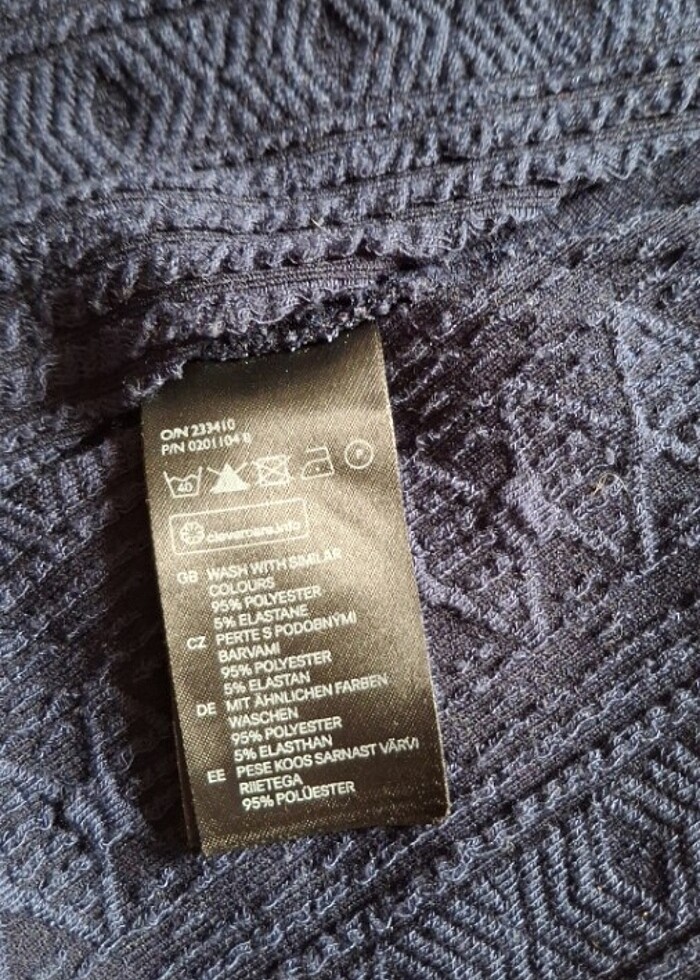 O/N 233410
P/N 0201104 8
40
clevercare.info
GB WASH WITH SIMILAR
COLOURS
95% POLYESTER
5% ELASTANE
CZ PERTE S PODOBNÝMI
BARVAMI
95% POLYESTER
5% ELASTAN
DE MIT ÄHNLICHEN FARBEN
WASCHEN
95% POLYESTER
5% ELASTHAN
EE PESE KOOS SARNAST VÄRVI
RIIETEGA
95% POLÜESTER